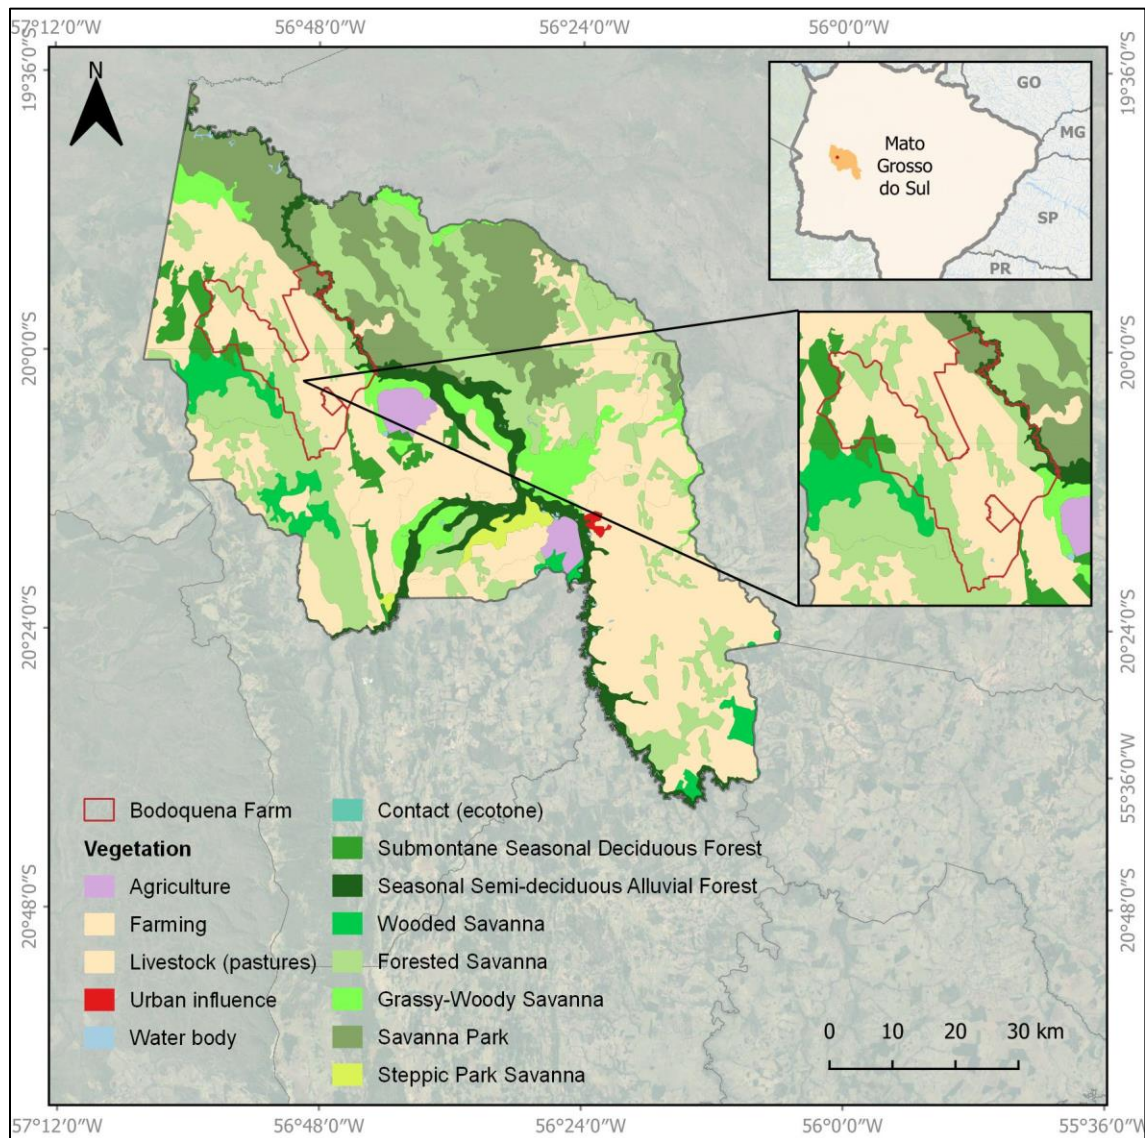 57°12′0″W
56°48′0″W
56°24′0″W
56°0′0″W
19°36′0″S
19°36′0″S
N
GO
MG
Mato
Grosso
do Sul
SP
PR
20°0′0″S
20°0′0″S
20°24′0″S
20°24′0″S
55°36′0″W
20°48′0″S
20°48′0″S
Bodoquena Farm
Vegetation
Agriculture
Farming
Livestock (pastures)
Urban influence
Water body
Contact (ecotone)
Submontane Seasonal Deciduous Forest
Seasonal Semi-deciduous Alluvial Forest
Wooded Savanna
Forested Savanna
Grassy-Woody Savanna
Savanna Park
Steppic Park Savanna
0 10 20 30 km
57°12′0″W
56°48′0″W
56°24′0″W
56°0′0″W
55°36′0″W